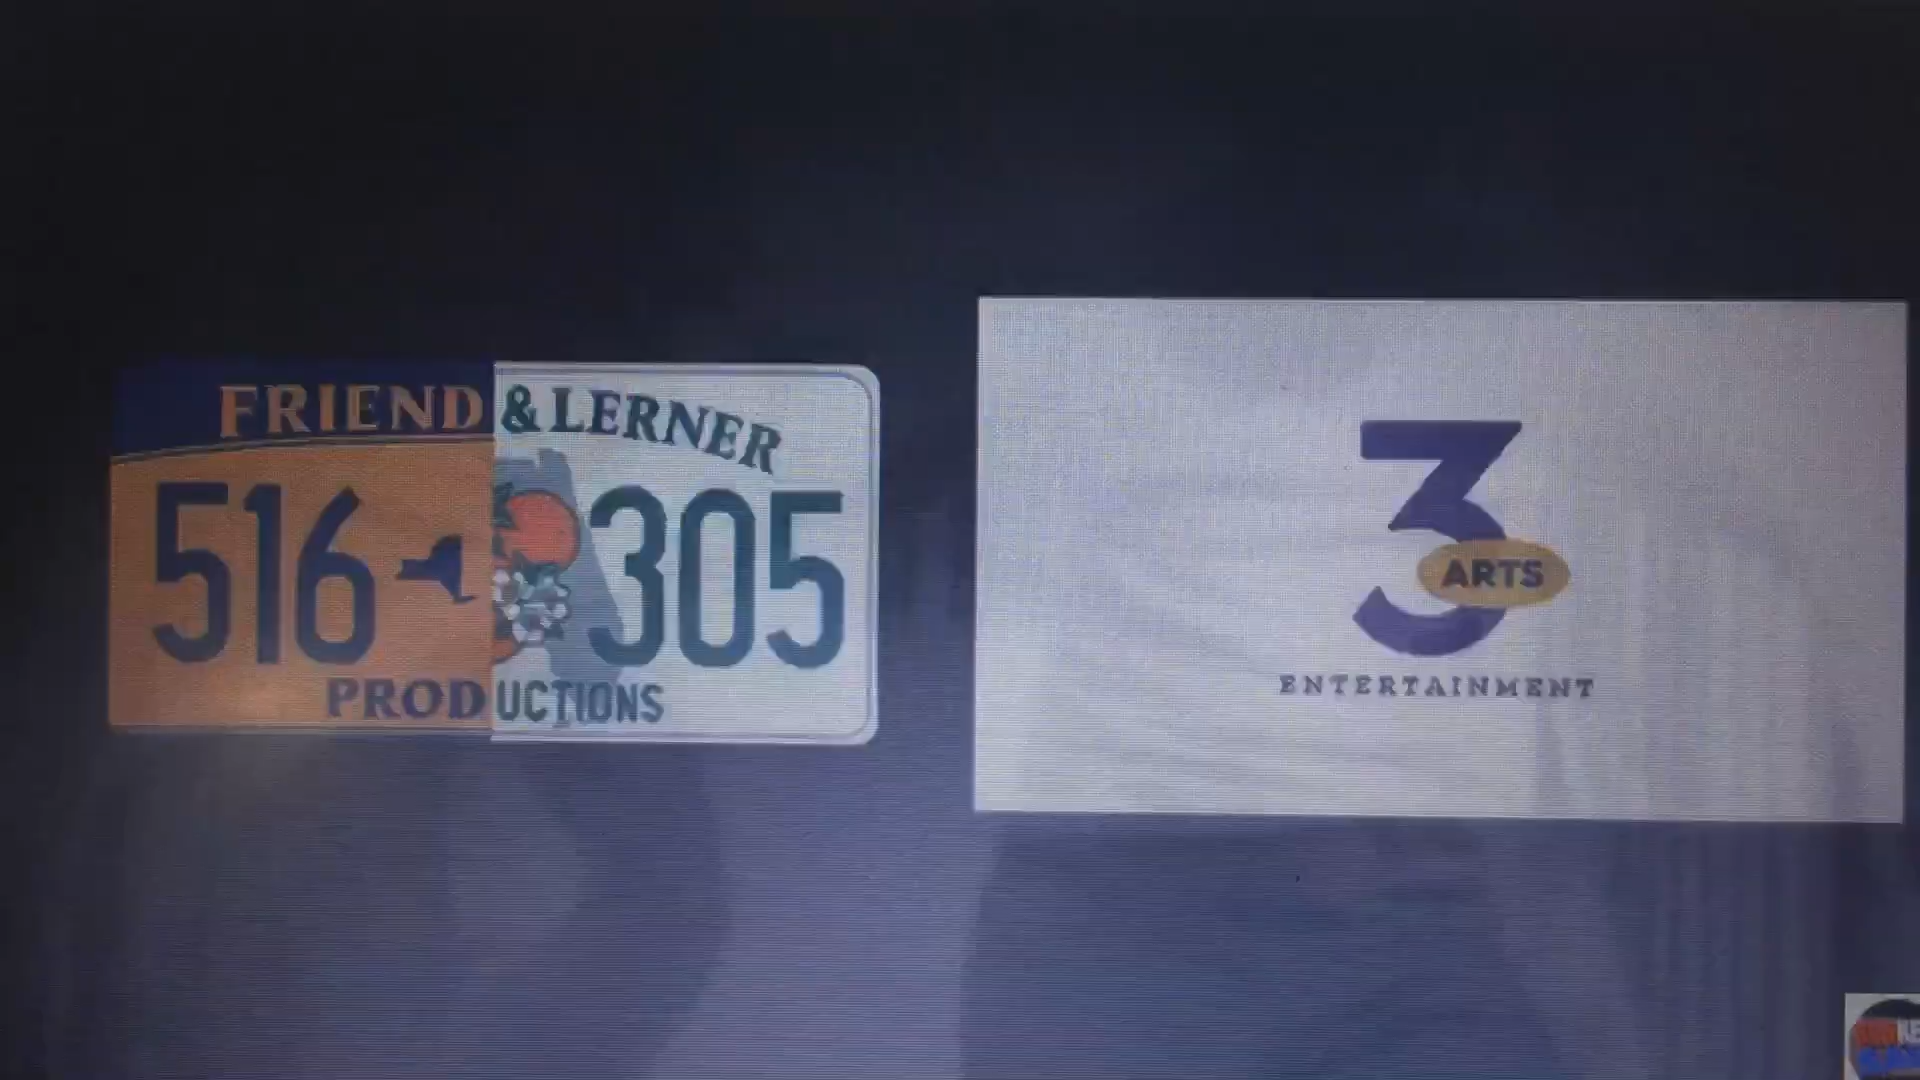 FRIEND & LERNER
516 305
PRODUCTIONS
3
ARTS
ENTERTAINMENT